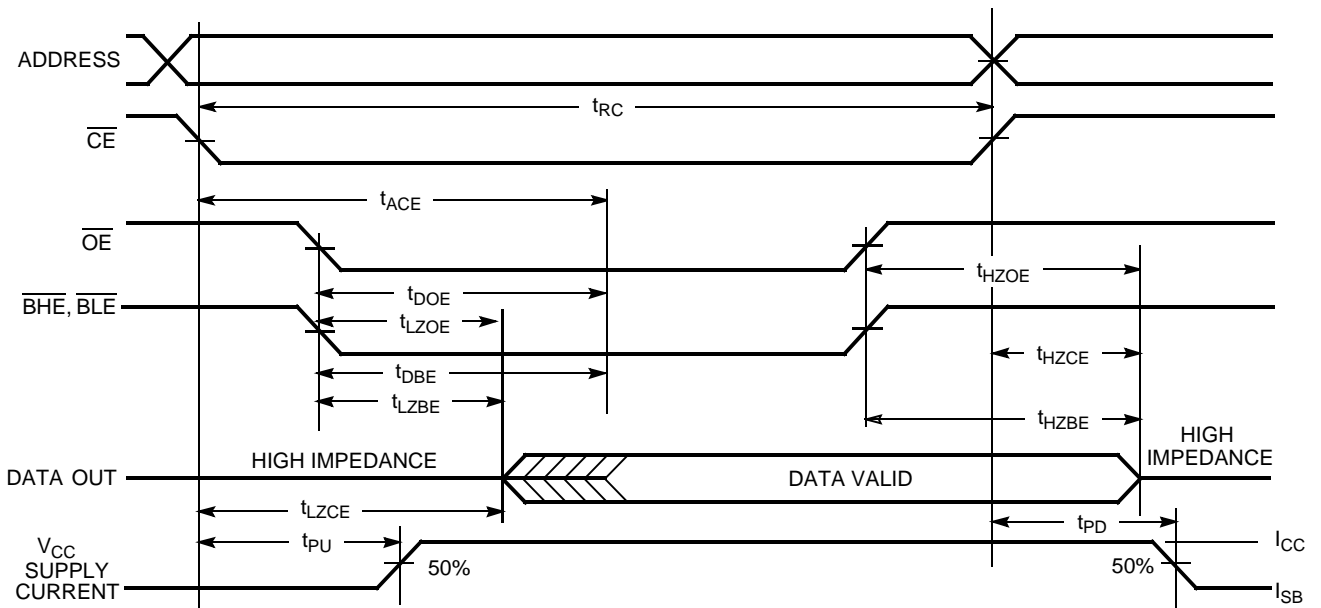 ADDRESS
tRC
CE
tACE
OE
tHZOE
tDOE
BHE, BLE
tLZOE
tHZCE
tDBE
tLZBE
tHZBE
HIGH
IMPEDANCE
HIGH IMPEDANCE
DATA OUT
DATA VALID
tLZCE
tPD
tPU
VCC
SUPPLY
CURRENT
50%
50%
ICC
ISB